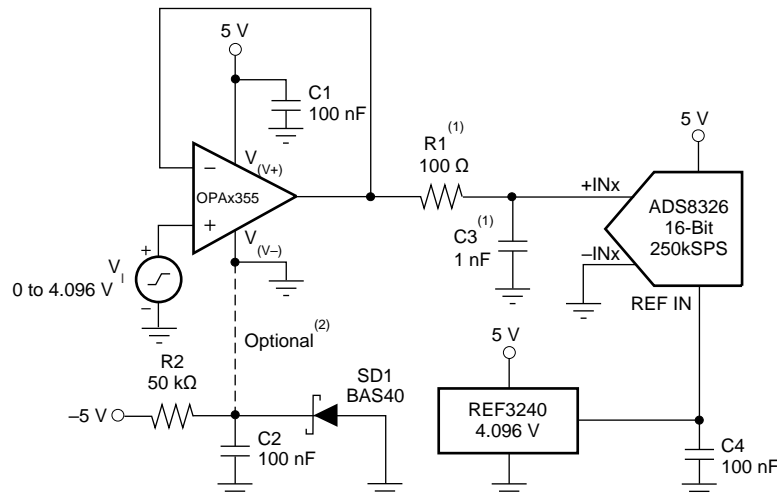 5 V
C1
100 nF
V(V+)
−
OPAx355
+
V(V−)
+
VI
0 to 4.096 V
−
R1(1)
100 Ω
C3(1)
1 nF
5 V
+INx
ADS8326
16-Bit
250kSPS
−INx
REF IN
Optional(2)
R2
50 kΩ
−5 V
C2
100 nF
SD1
BAS40
5 V
REF3240
4.096 V
C4
100 nF